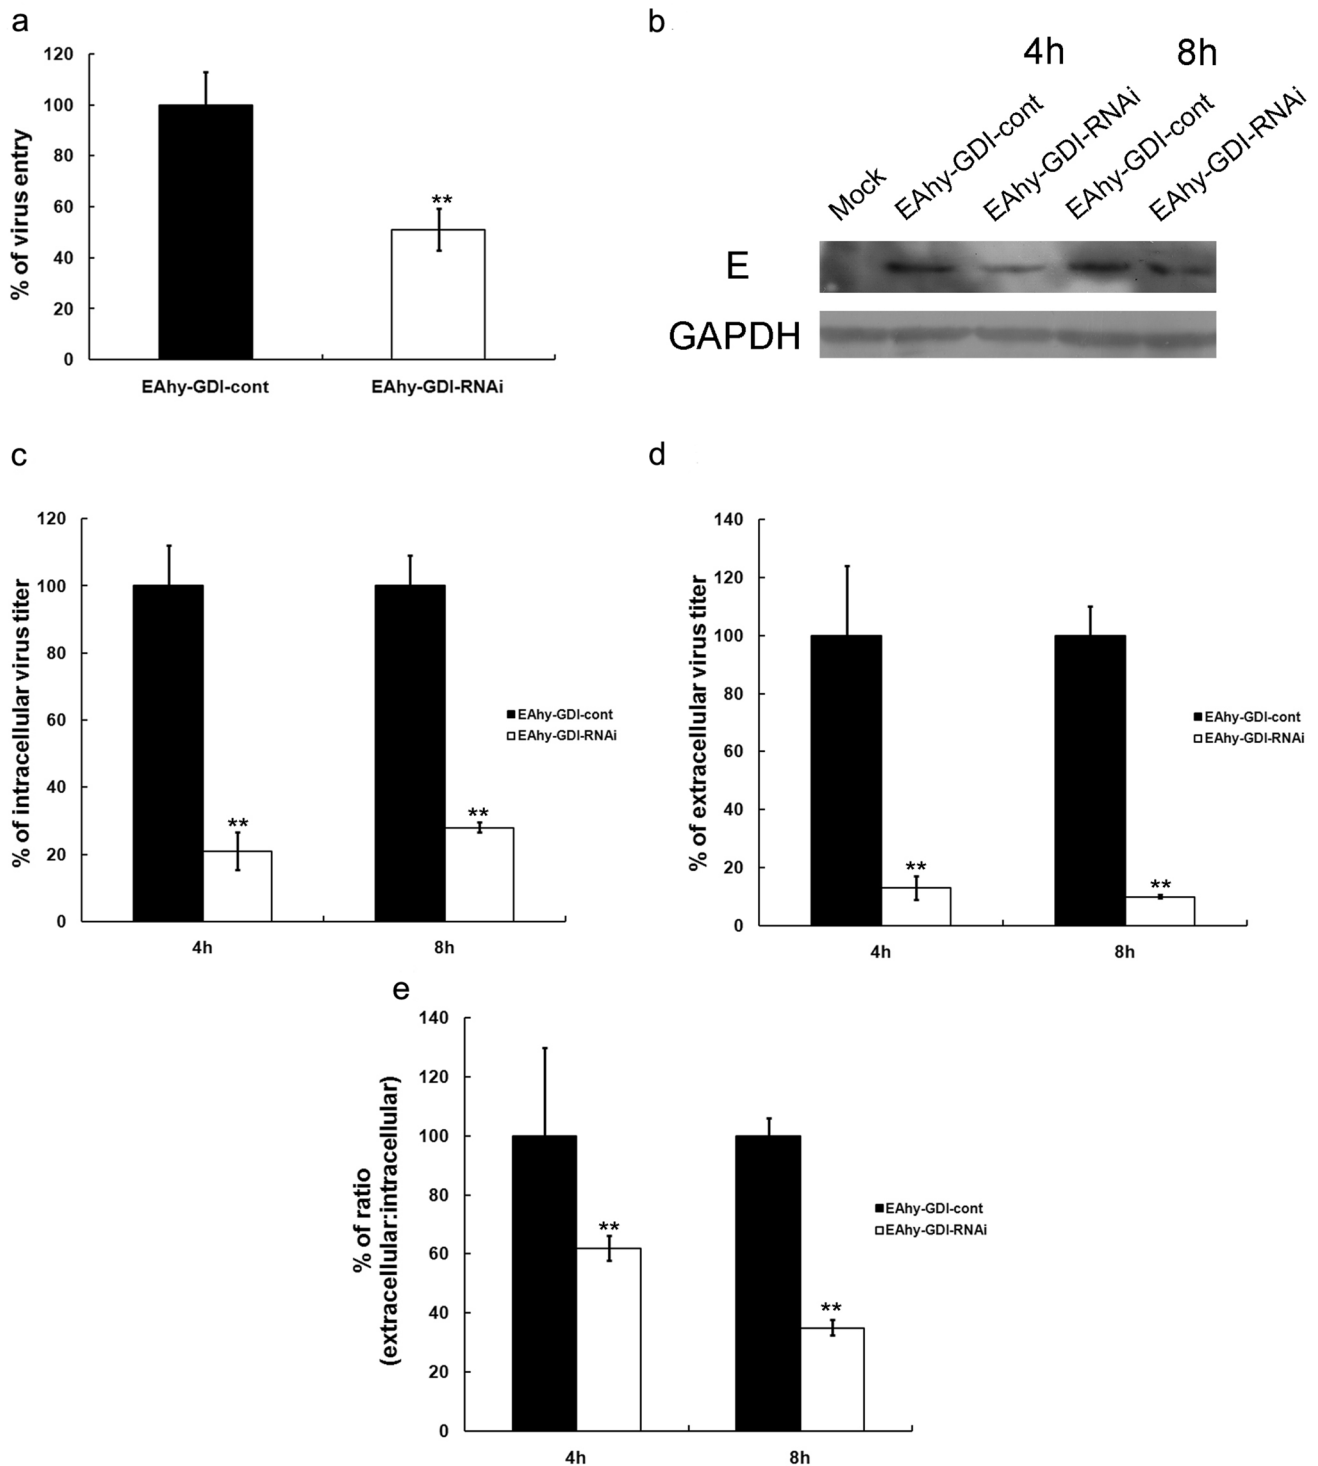 a
120
100
80
60
40
20
0
% of virus entry
**
EAhy-GDI-cont
EAhy-GDI-RNAi
b
4h
8h
Mock
EAhy-GDI-cont
EAhy-GDI-RNAi
EAhy-GDI-cont
EAhy-GDI-RNAi
E
GAPDH
c
120
100
80
60
40
20
0
% of intracellular virus titer
**
**
4h
8h
EAhy-GDI-cont
EAhy-GDI-RNAi
d
140
120
100
80
60
40
20
0
% of extracellular virus titer
**
**
4h
8h
EAhy-GDI-cont
EAhy-GDI-RNAi
e
140
120
100
80
60
40
20
0
% of ratio
(extracellular:intracellular)
**
**
4h
8h
EAhy-GDI-cont
EAhy-GDI-RNAi